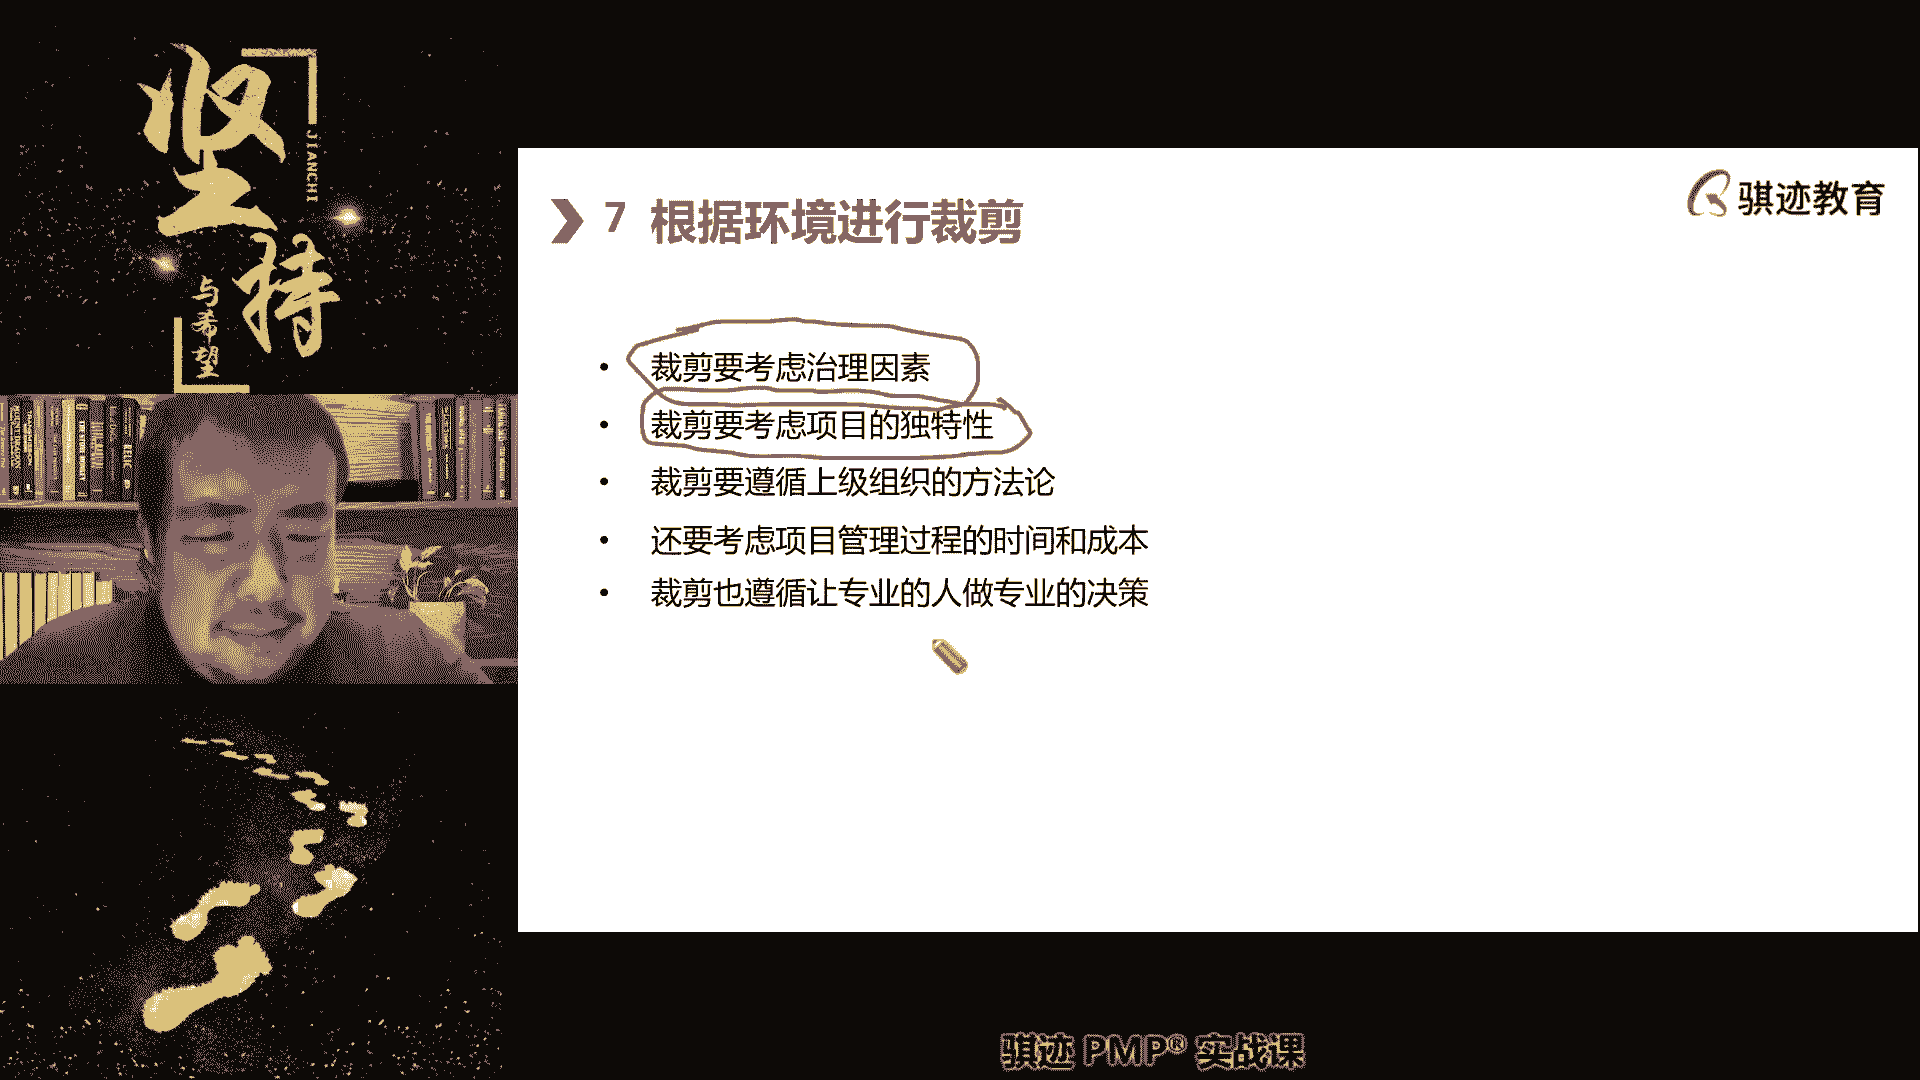 坚持
JIANCHI
与希望
骐迹教育
7 根据环境进行裁剪
• 裁剪要考虑治理因素
• 裁剪要考虑项目的独特性
• 裁剪要遵循上级组织的方法论
• 还要考虑项目管理过程的时间和成本
• 裁剪也遵循让专业的人做专业的决策
骐迹 PMP® 实战课